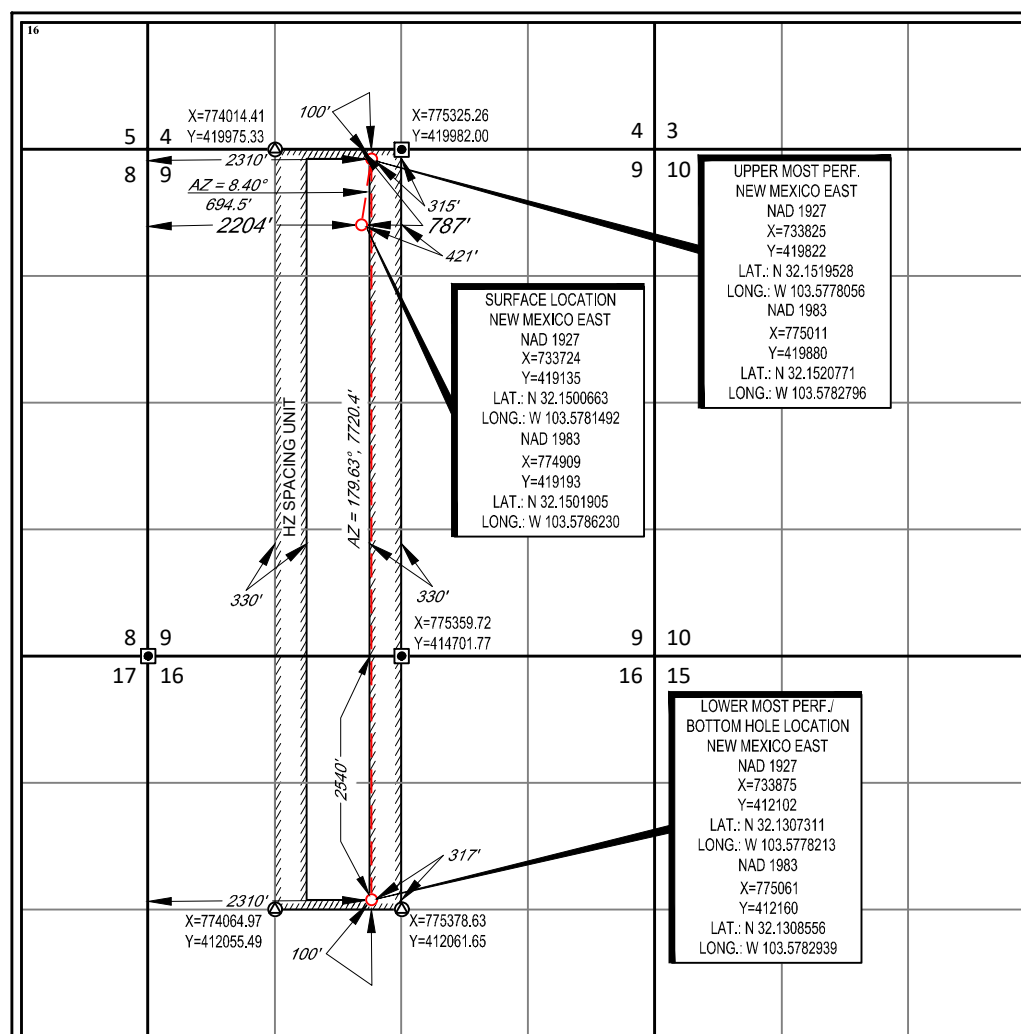 16
X=774014.41
Y=419975.33
100'
X=775325.26
Y=419982.00
5 4
8 9
4 3
9 10
2310'
AZ = 8.40°
694.5'
315'
2204'
787'
421'
UPPER MOST PERF.
NEW MEXICO EAST
NAD 1927
X=733825
Y=419822
LAT.: N 32.1519528
LONG.: W 103.5778056
NAD 1983
X=775011
Y=419880
LAT.: N 32.1520771
LONG.: W 103.5782796
SURFACE LOCATION
NEW MEXICO EAST
NAD 1927
X=733724
Y=419135
LAT.: N 32.1500663
LONG.: W 103.5781492
NAD 1983
X=774909
Y=419193
LAT.: N 32.1501905
LONG.: W 103.5786230
HZ SPACING UNIT
AZ = 179.63°, 7720.4'
330'
330'
X=775359.72
Y=414701.77
8 9
17 16
9 10
16 15
2540'
LOWER MOST PERF./
BOTTOM HOLE LOCATION
NEW MEXICO EAST
NAD 1927
X=733875
Y=412102
LAT.: N 32.1307311
LONG.: W 103.5778213
NAD 1983
X=775061
Y=412160
LAT.: N 32.1308556
LONG.: W 103.5782939
317'
2310'
X=774064.97
Y=412055.49
100'
X=775378.63
Y=412061.65